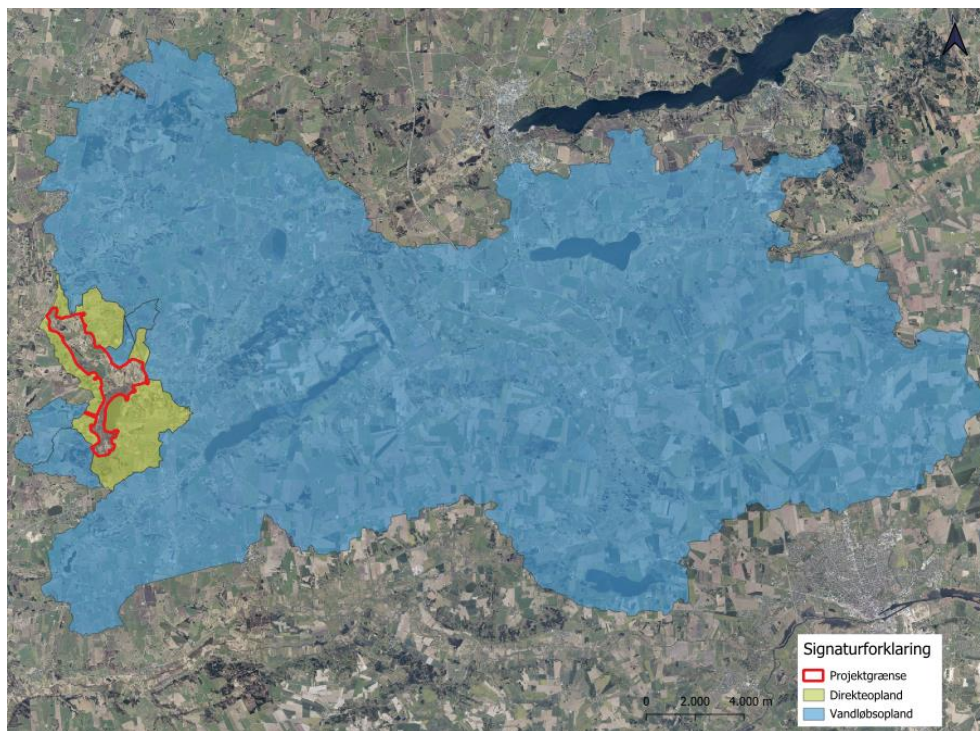 Signaturforklaring
Projektgrænse
Direkteopland
Vandløbsopland
0 2.000 4.000 m